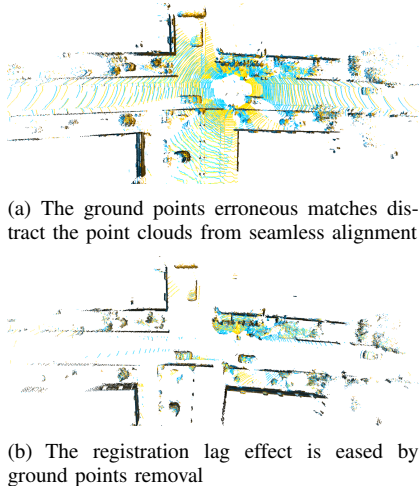 (a) The ground points erroneous matches dis-
tract the point clouds from seamless alignment
(b) The registration lag effect is eased by
ground points removal